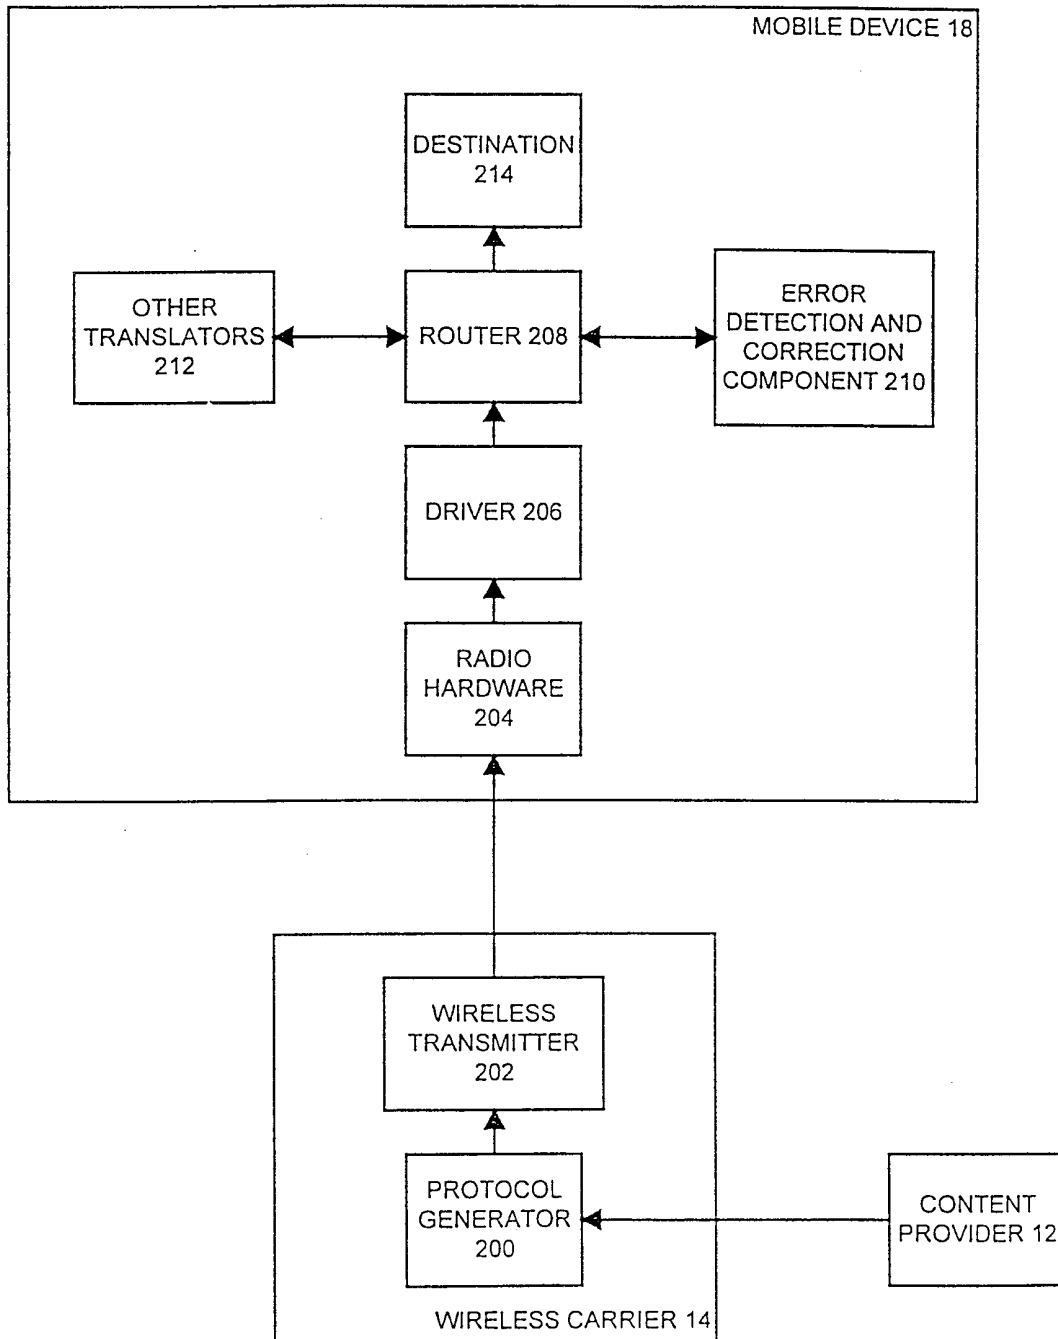 MOBILE DEVICE 18
DESTINATION
214
OTHER
TRANSLATORS
212
ROUTER 208
ERROR
DETECTION AND
CORRECTION
COMPONENT 210
DRIVER 206
RADIO
HARDWARE
204
WIRELESS
TRANSMITTER
202
PROTOCOL
GENERATOR
200
CONTENT
PROVIDER 12
WIRELESS CARRIER 14